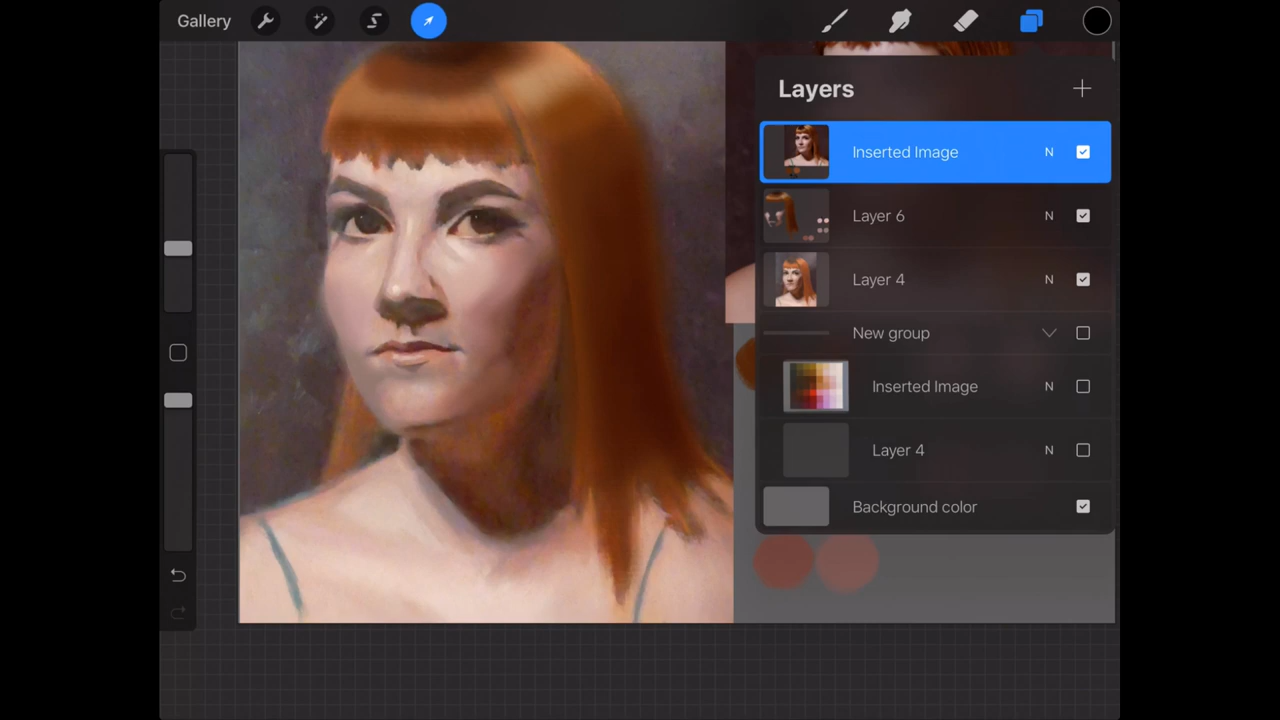 Gallery
Layers
Inserted Image N
Layer 6 N
Layer 4 N
New group
Inserted Image N
Layer 4 N
Background color